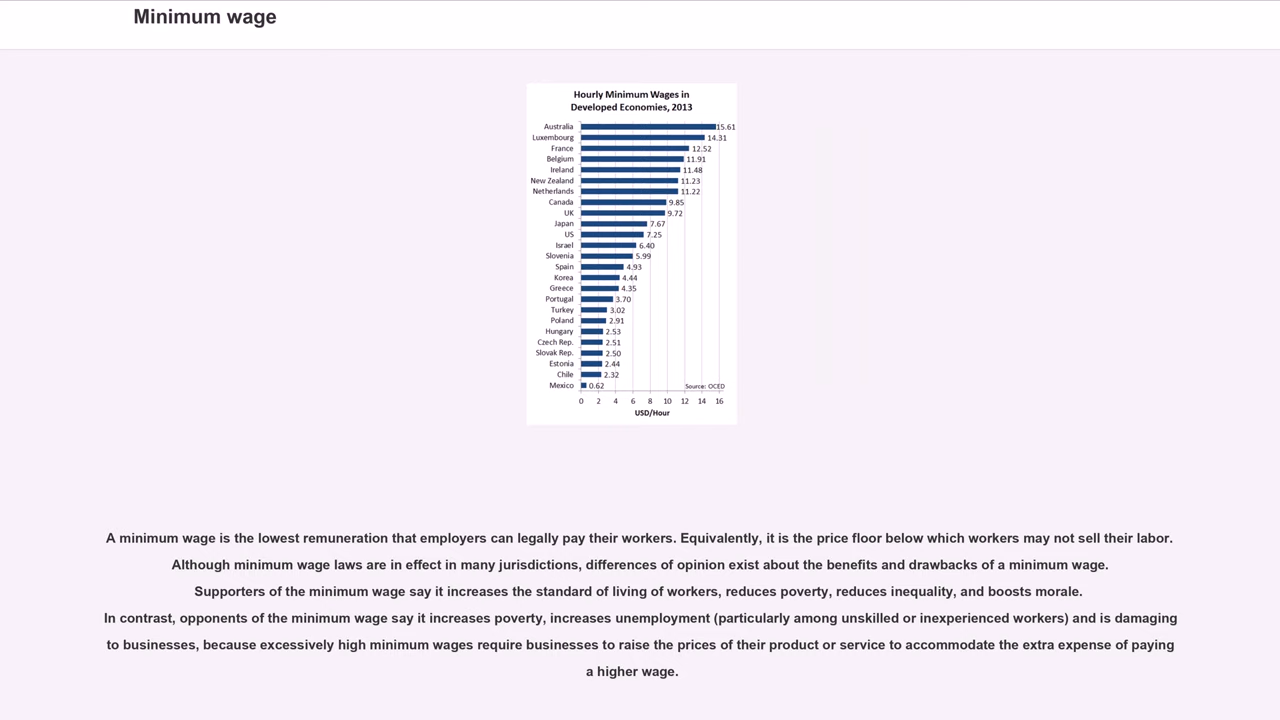 Minimum wage
Hourly Minimum Wages in
Developed Economies, 2013
Australia 15.61
Luxembourg 14.31
France 12.52
Belgium 11.91
Ireland 11.48
New Zealand 11.23
Netherlands 11.22
Canada 9.85
UK 9.72
Japan 7.67
US 7.25
Israel 6.40
Slovenia 5.99
Spain 4.93
Korea 4.44
Greece 4.35
Portugal 3.70
Turkey 3.02
Poland 2.91
Hungary 2.53
Czech Rep. 2.51
Slovak Rep. 2.50
Estonia 2.44
Chile 2.32
Mexico 0.62 Source: OCED
0 2 4 6 8 10 12 14 16
USD/Hour
A minimum wage is the lowest remuneration that employers can legally pay their workers. Equivalently, it is the price floor below which workers may not sell their labor.
Although minimum wage laws are in effect in many jurisdictions, differences of opinion exist about the benefits and drawbacks of a minimum wage.
Supporters of the minimum wage say it increases the standard of living of workers, reduces poverty, reduces inequality, and boosts morale.
In contrast, opponents of the minimum wage say it increases poverty, increases unemployment (particularly among unskilled or inexperienced workers) and is damaging
to businesses, because excessively high minimum wages require businesses to raise the prices of their product or service to accommodate the extra expense of paying
a higher wage.